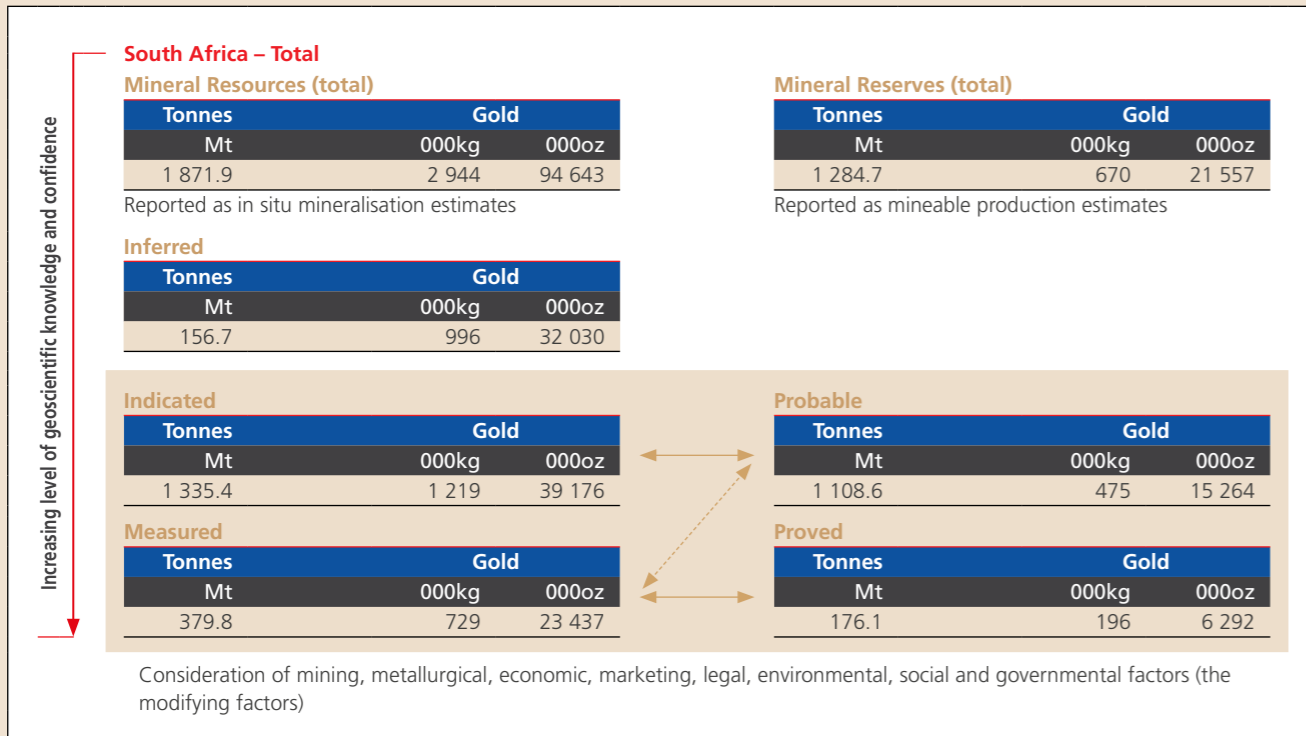 Increasing level of geoscientific knowledge and confidence
South Africa – Total
Mineral Resources (total)
Tonnes Gold
Mt 000kg 000oz
1 871.9 2 944 94 643
Reported as in situ mineralisation estimates
Mineral Reserves (total)
Tonnes Gold
Mt 000kg 000oz
1 284.7 670 21 557
Reported as mineable production estimates
Inferred
Tonnes Gold
Mt 000kg 000oz
156.7 996 32 030
Indicated
Tonnes Gold
Mt 000kg 000oz
1 335.4 1 219 39 176
Probable
Tonnes Gold
Mt 000kg 000oz
1 108.6 475 15 264
Measured
Tonnes Gold
Mt 000kg 000oz
379.8 729 23 437
Proved
Tonnes Gold
Mt 000kg 000oz
176.1 196 6 292
Consideration of mining, metallurgical, economic, marketing, legal, environmental, social and governmental factors (the
modifying factors)